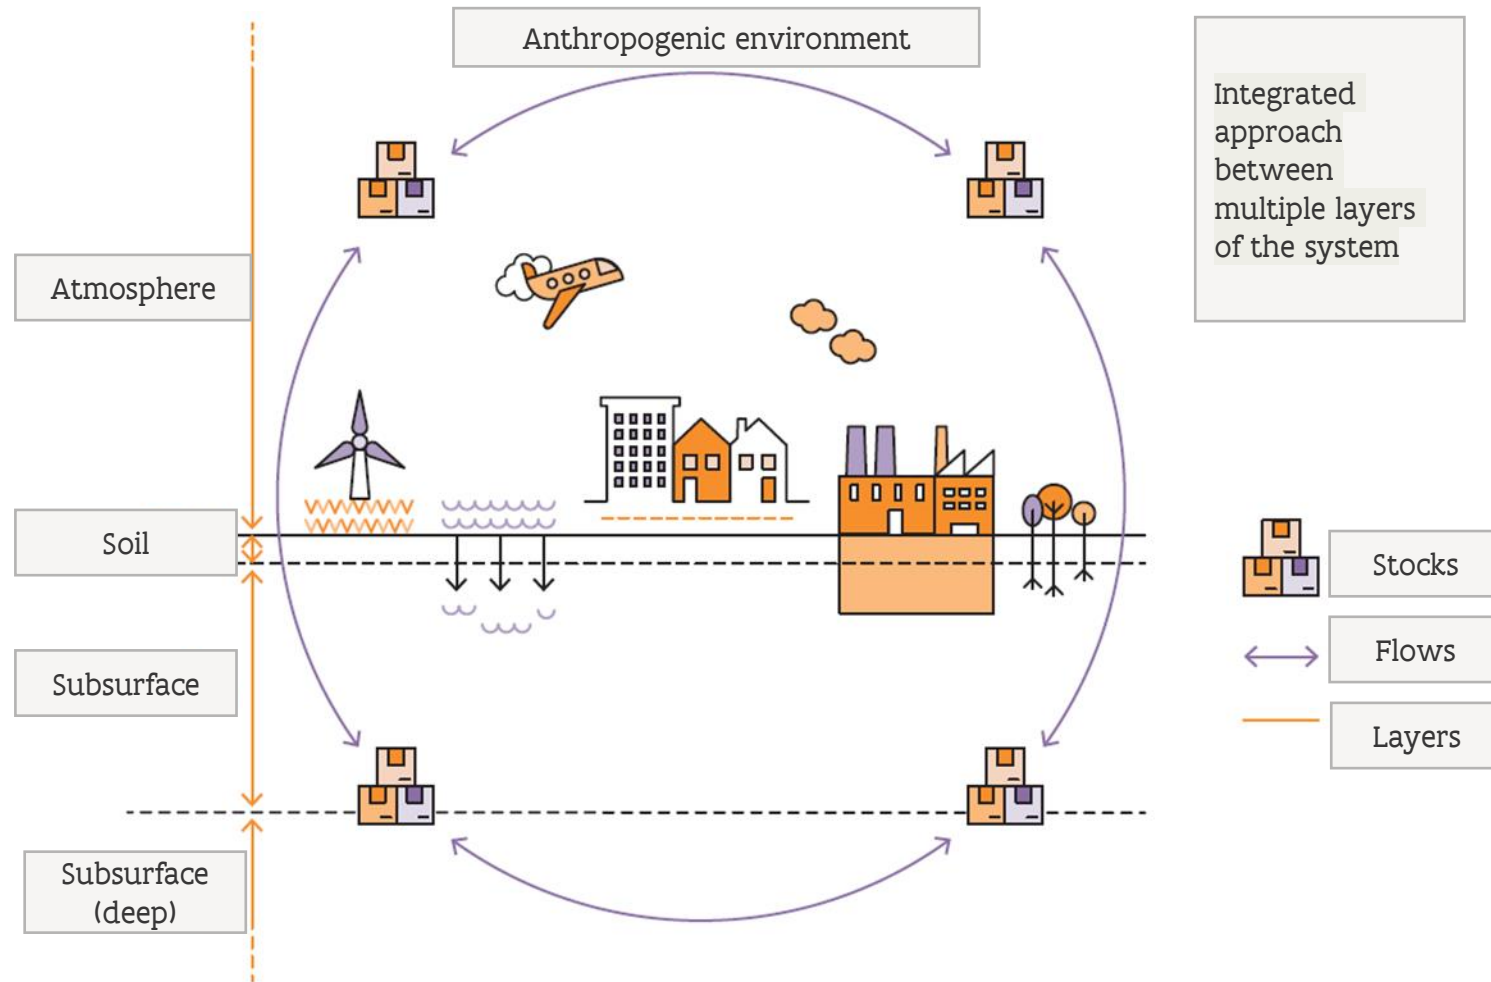 Anthropogenic environment
Integrated
approach
between
multiple layers
of the system
Atmosphere
Soil
Subsurface
Subsurface
(deep)
Stocks
Flows
Layers